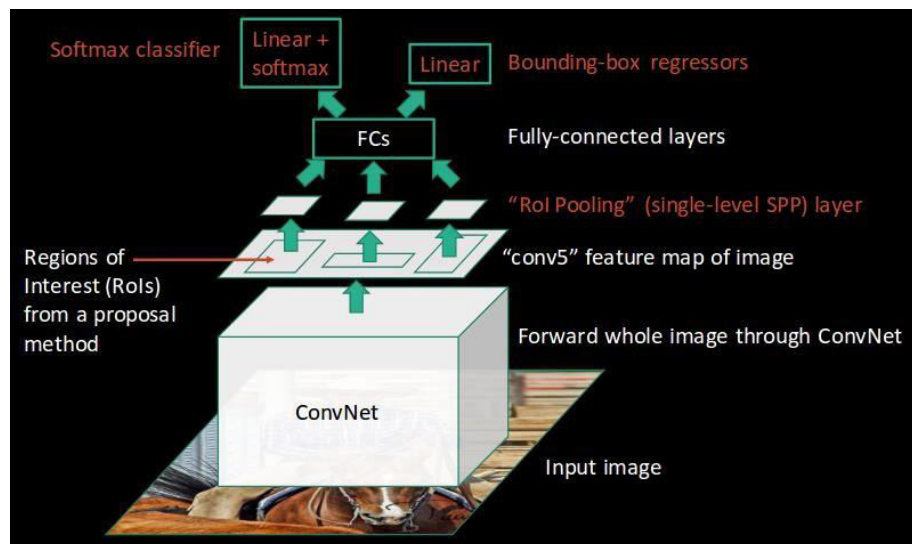 Softmax classifier
Linear +
softmax
Linear
Bounding-box regressors
FCs
Fully-connected layers
“RoI Pooling” (single-level SPP) layer
Regions of
Interest (RoIs)
from a proposal
method
“conv5” feature map of image
Forward whole image through ConvNet
ConvNet
Input image